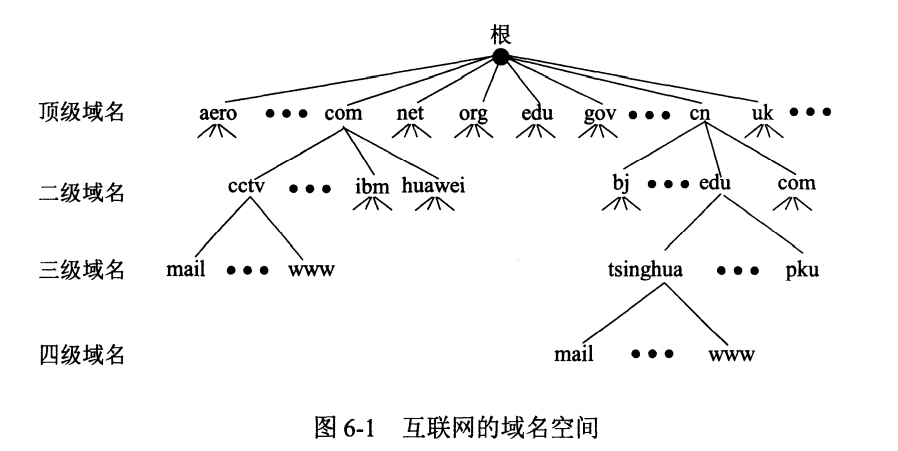 根
顶级域名 aero ●●● com net org edu gov ●●● cn uk ●●●
二级域名 cctv ●●● ibm huawei bj ●●● edu com
三级域名 mail ●●● www tsinghua ●●● pku
四级域名 mail ●●● www
图 6-1 互联网的域名空间